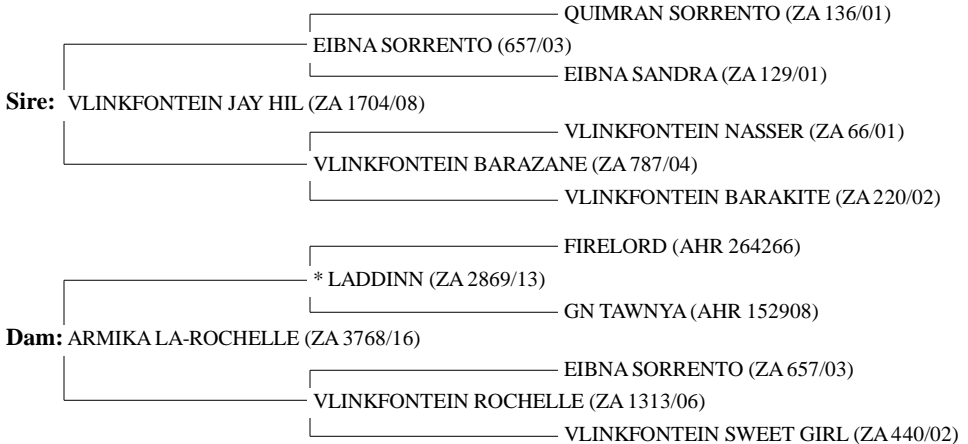 QUIMRAN SORRENTO (ZA 136/01)
EIBNA SORRENTO (657/03)
EIBNA SANDRA (ZA 129/01)
Sire: VLINKFONTEIN JAY HIL (ZA 1704/08)
VLINKFONTEIN NASSER (ZA 66/01)
VLINKFONTEIN BARAZANE (ZA 787/04)
VLINKFONTEIN BARAKITE (ZA 220/02)
FIRELORD (AHR 264266)
* LADDINN (ZA 2869/13)
GN TAWNYA (AHR 152908)
Dam: ARMIKA LA-ROCHELLE (ZA 3768/16)
EIBNA SORRENTO (ZA 657/03)
VLINKFONTEIN ROCHELLE (ZA 1313/06)
VLINKFONTEIN SWEET GIRL (ZA 440/02)